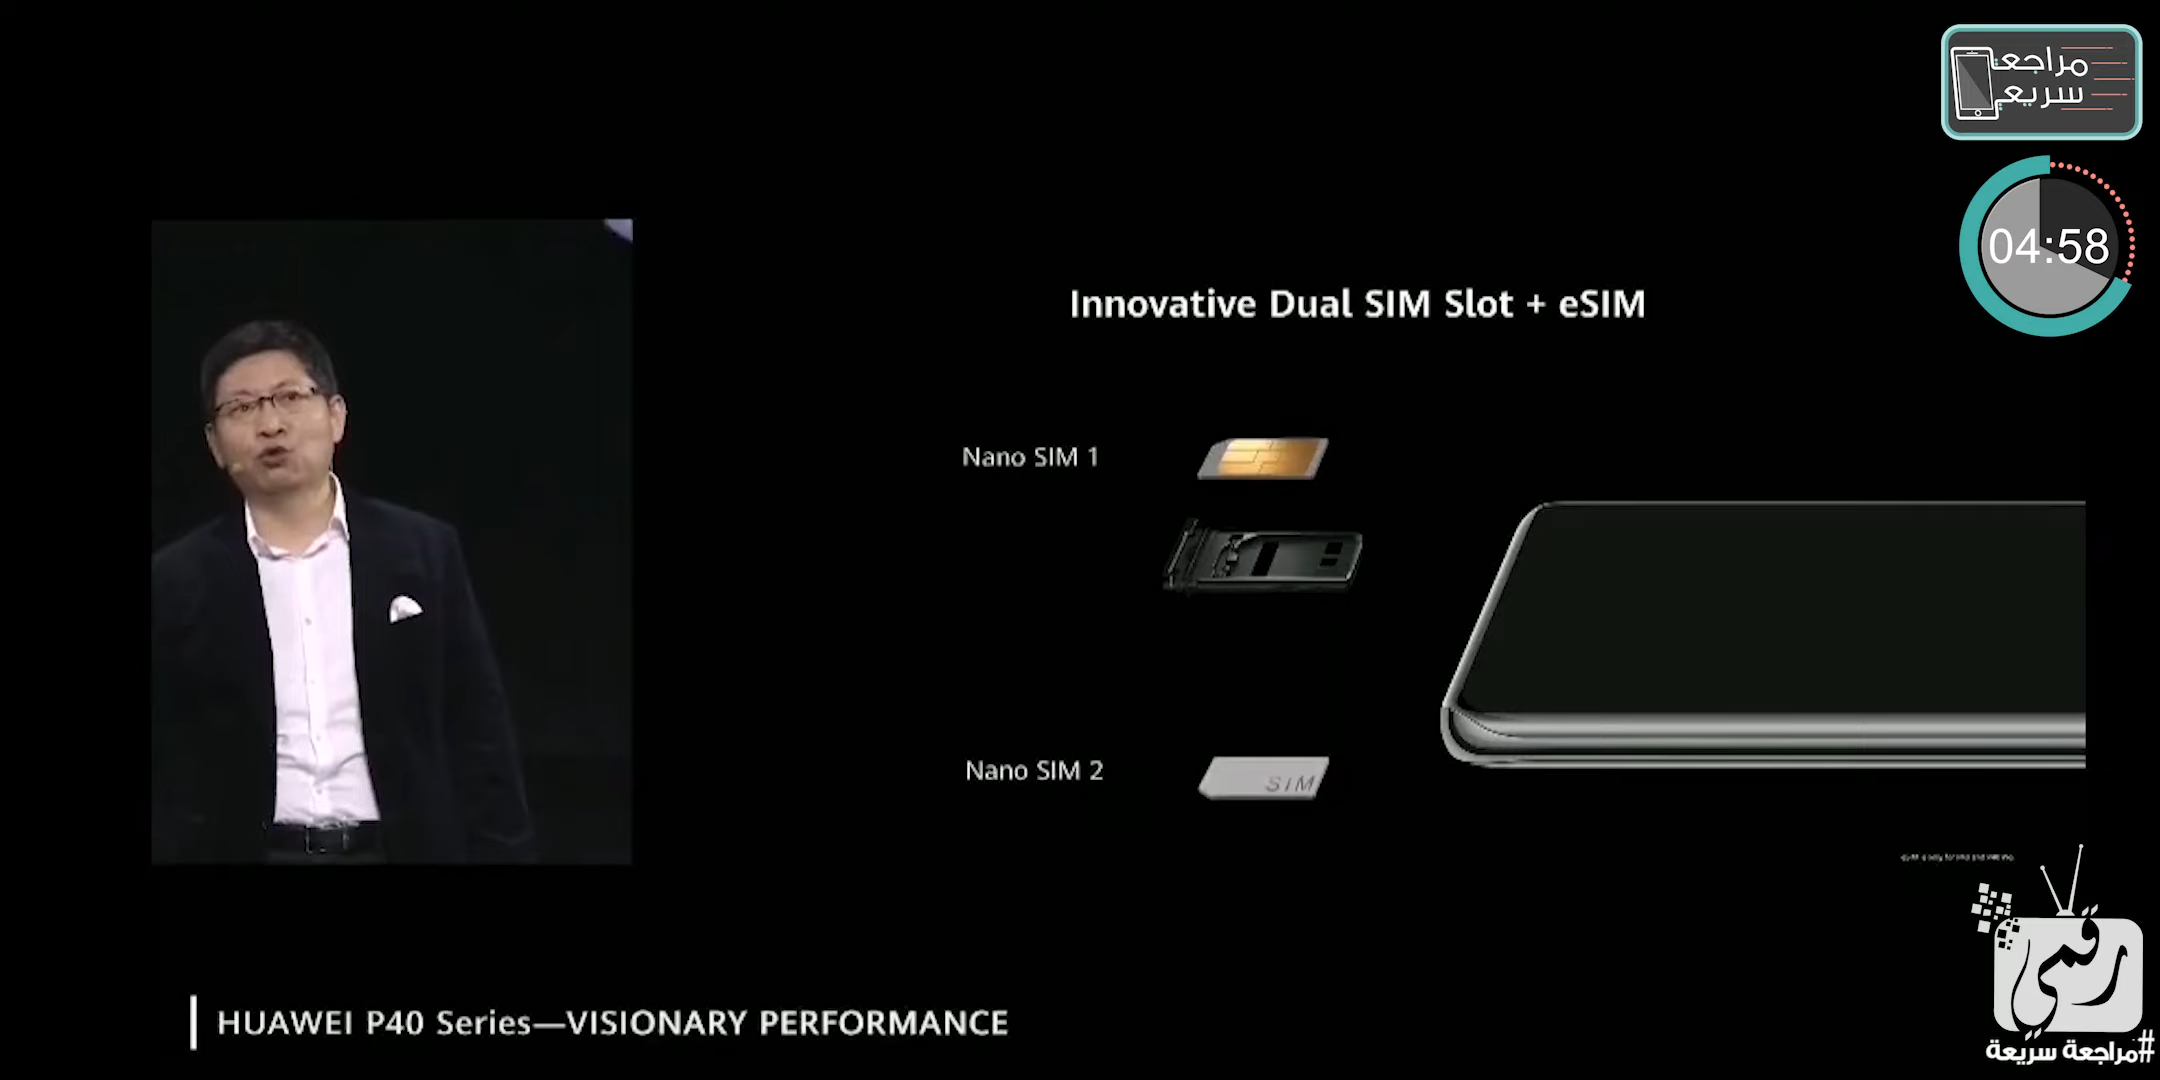 مراجعة
سريعة
04:58
Innovative Dual SIM Slot + eSIM
Nano SIM 1
Nano SIM 2
SIM
رقمي
HUAWEI P40 Series—VISIONARY PERFORMANCE
#مراجعة سريعة